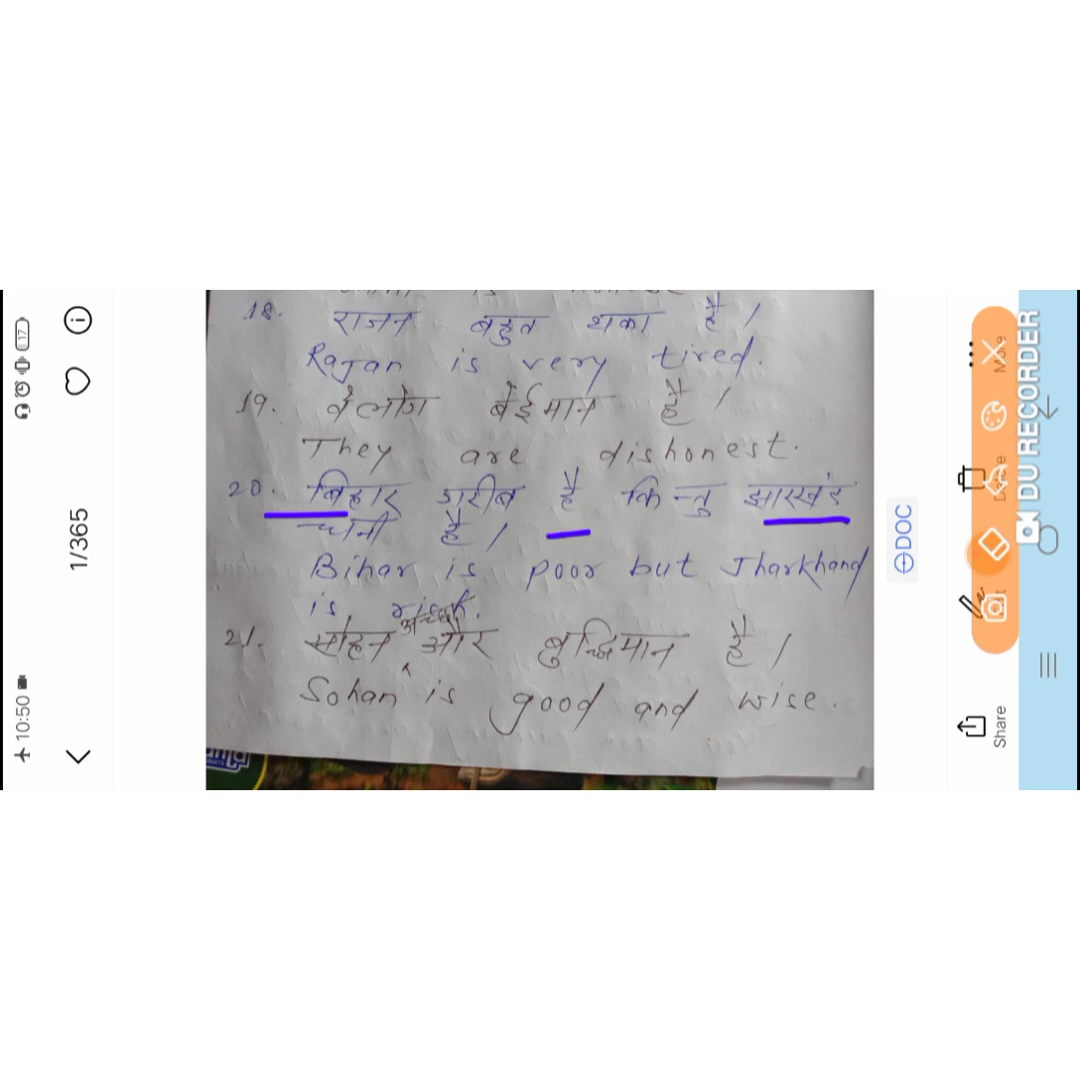 18. राजन बहुत थका है।
Rajan is very tired.
19. वे लोग बेईमान हैं।
They are dishonest.
20. बिहार गरीब है किन्तु झारखंड
धनी है।
Bihar is poor but Jharkhand
is rich.
अच्छा
21. सोहन और बुद्धिमान है।
Sohan is good and wise.
10:50
17
1/365
DOC
Share
More
DU RECORDER